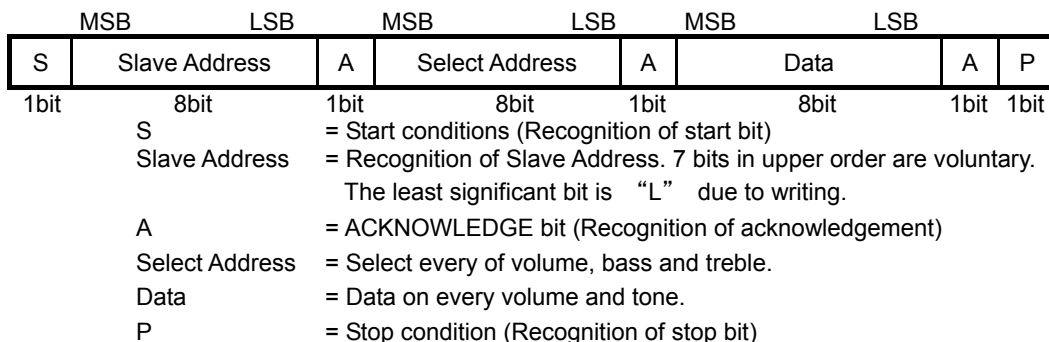 MSB LSB MSB LSB MSB LSB
S Slave Address A Select Address A Data A P
1bit 8bit 1bit 8bit 1bit 8bit 1bit 1bit
S = Start conditions (Recognition of start bit)
Slave Address = Recognition of Slave Address. 7 bits in upper order are voluntary.
The least significant bit is “L” due to writing.
A = ACKNOWLEDGE bit (Recognition of acknowledgement)
Select Address = Select every of volume, bass and treble.
Data = Data on every volume and tone.
P = Stop condition (Recognition of stop bit)